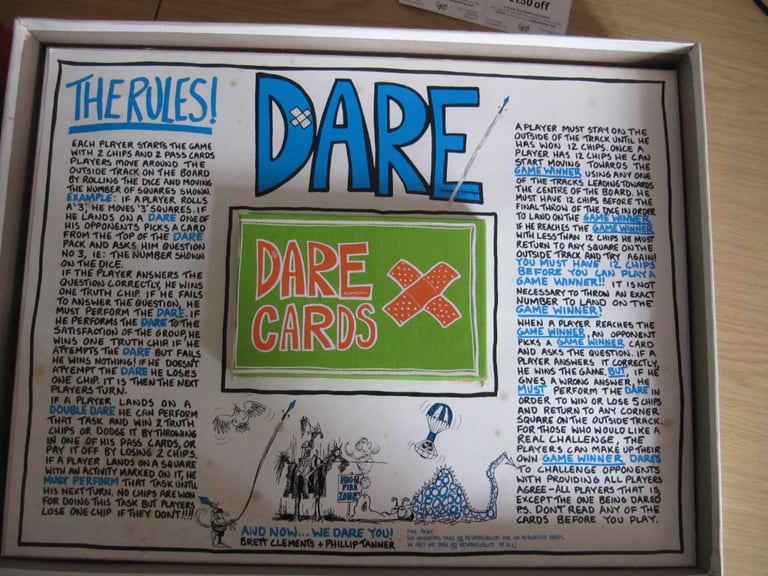 $1.50 off
THE RULES!
EACH PLAYER STARTS THE GAME
WITH 2 CHIPS AND 2 PASS CARDS
PLAYERS MOVE AROUND THE
OUTSIDE TRACK ON THE BOARD
BY ROLLING THE DICE AND MOVING
THE NUMBER OF SQUARES SHOWN
EXAMPLE: IF A PLAYER ROLLS
A '3', HE MOVES '3' SQUARES. IF
HE LANDS ON A DARE ONE OF
HIS OPPONENTS PICKS A CARD
FROM THE TOP OF THE DARE
PACK AND ASKS HIM QUESTION
NO 3, IE: THE NUMBER SHOWN
ON THE DICE.
IF THE PLAYER ANSWERS THE
QUESTION CORRECTLY, HE WINS
ONE TRUTH CHIP. IF HE FAILS
TO ANSWER THE QUESTION, HE
MUST PERFORM THE DARE. IF
HE PERFORMS THE DARE TO THE
SATISFACTION OF THE GROUP, HE
WINS ONE TRUTH CHIP. IF HE
ATTEMPTS THE DARE BUT FAILS
HE WINS NOTHING! IF HE DOESN'T
ATTEMPT THE DARE HE LOSES
ONE CHIP. IT IS THEN THE NEXT
PLAYERS TURN.
IF A PLAYER LANDS ON A
DOUBLE DARE HE CAN PERFORM
THAT TASK AND WIN 2 TRUTH
CHIPS OR DODGE IT BY THROWING
IN ONE OF HIS PASS CARDS, OR
PAY IT OFF BY LOSING 2 CHIPS.
IF A PLAYER LANDS ON A SQUARE
WITH AN ACTIVITY MARKED ON IT, HE
MUST PERFORM THAT TASK UNTIL
HIS NEXT TURN. NO CHIPS ARE WON
FOR DOING THIS TASK BUT PLAYERS
LOSE ONE CHIP IF THEY DON'T!!!!
DARE
DARE
CARDS
HIGH
FIRE
ZONE
AND NOW... WE DARE YOU!
BRETT CLEMENTS + PHILLIP TANNER
FINE PRINT
THE INVENTORS TAKE NO RESPONSIBILITY FOR
IN FACT WE TAKE NO RESPONSIBILITY AT ALL!
A PLAYER MUST STAY ON THE
OUTSIDE OF THE TRACK UNTIL HE
HAS WON 12 CHIPS. ONCE A
PLAYER HAS 12 CHIPS HE CAN
START MOVING TOWARDS THE
GAME WINNER USING ANY ONE
OF THE TRACKS LEADING TOWARDS
THE CENTRE OF THE BOARD. HE
MUST HAVE 12 CHIPS BEFORE THE
FINAL THROW OF THE DICE IN ORDER
TO LAND ON THE GAME WINNER
IF HE REACHES THE GAME WINNER
WITH LESS THAN 12 CHIPS HE MUST
RETURN TO ANY SQUARE ON THE
OUTSIDE TRACK AND TRY AGAIN!
YOU MUST HAVE 12 CHIPS
BEFORE YOU CAN PLAY A
GAME WINNER!! IT IS NOT
NECESSARY TO THROW AN EXACT
NUMBER TO LAND ON THE
GAME WINNER!
WHEN A PLAYER REACHES THE
GAME WINNER, AN OPPONENT
PICKS A GAME WINNER CARD
AND ASKS THE QUESTION. IF A
PLAYER ANSWERS IT CORRECTLY,
HE WINS THE GAME. BUT, IF HE
GIVES A WRONG ANSWER, HE
MUST PERFORM THE DARE IN
ORDER TO WIN OR LOSE 5 CHIPS
AND RETURN TO ANY CORNER
SQUARE ON THE OUTSIDE TRACK.
FOR THOSE WHO WOULD LIKE A
REAL CHALLENGE, THE
PLAYERS CAN MAKE UP THEIR
OWN GAME WINNER DARES
TO CHALLENGE OPPONENTS
WITH PROVIDING ALL PLAYERS
AGREE – ALL PLAYERS THAT IS
EXCEPT THE ONE BEING DARED
P.S. DON'T READ ANY OF THE
CARDS BEFORE YOU PLAY.